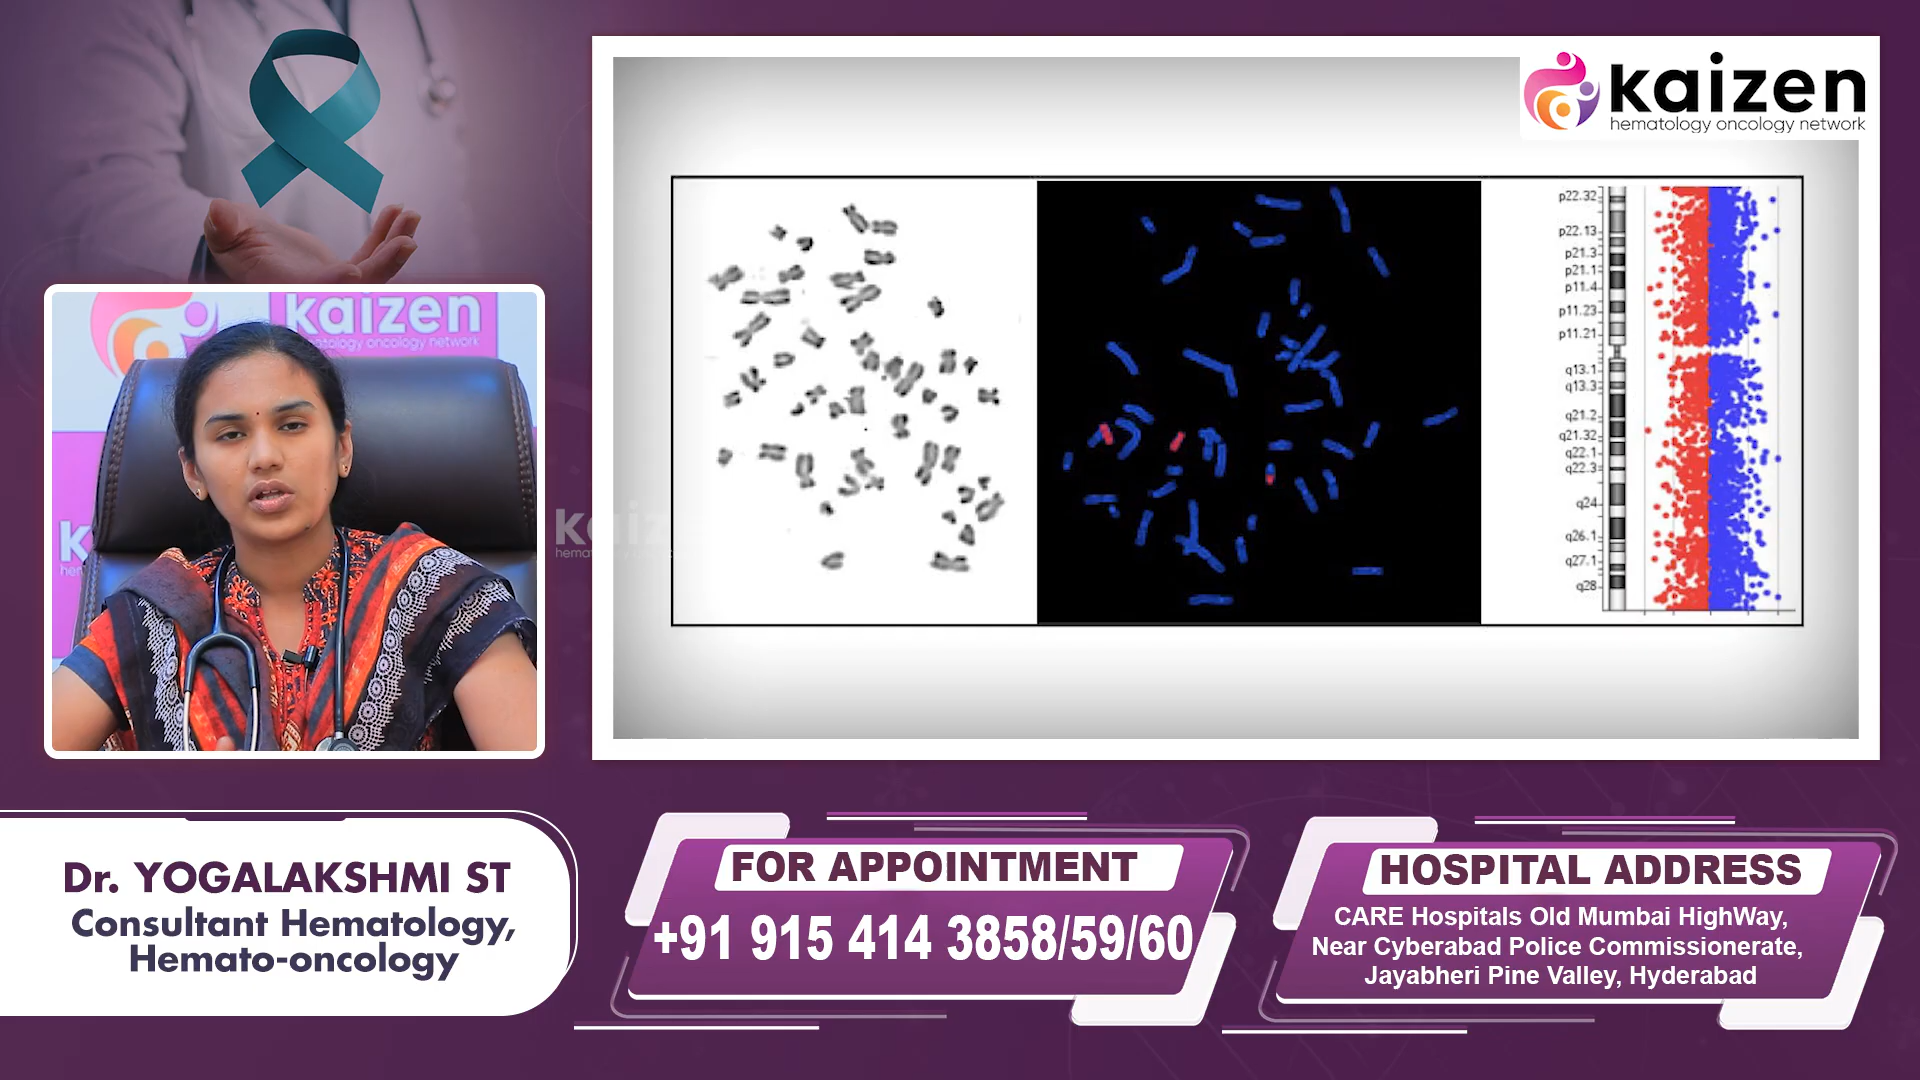 kaizen
hematology oncology network
p22.32
p22.13
p21.3
p21.1
p11.4
p11.23
p11.21
q13.1
q13.3
q21.2
q21.32
q22.1
q22.3
q24
q26.1
q27.1
q28
kaizen
hematology oncology network
Dr. YOGALAKSHMI ST
Consultant Hematology,
Hemato-oncology
FOR APPOINTMENT
+91 915 414 3858/59/60
HOSPITAL ADDRESS
CARE Hospitals Old Mumbai HighWay,
Near Cyberabad Police Commissionerate,
Jayabheri Pine Valley, Hyderabad